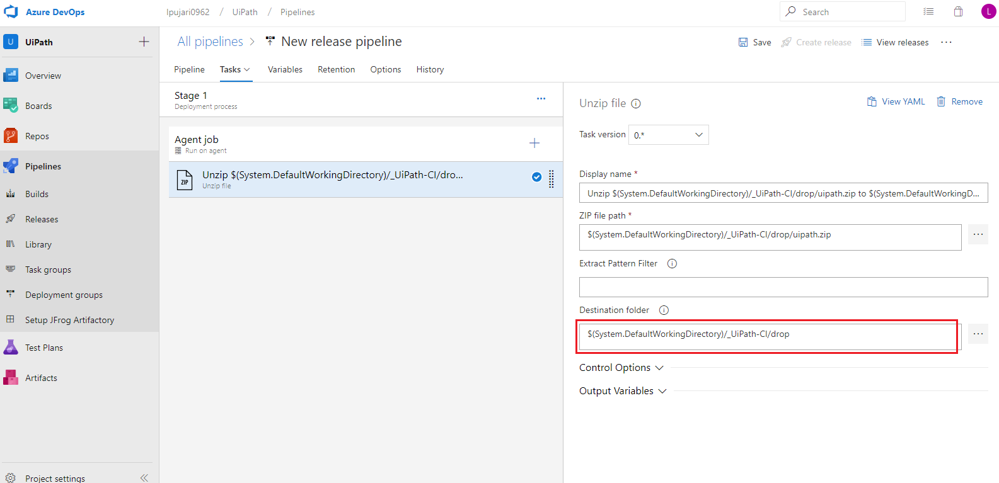 Azure DevOps
lpujari0962 / UiPath / Pipelines
Search
L
U UiPath
Overview
Boards
Repos
Pipelines
Builds
Releases
Library
Task groups
Deployment groups
Setup JFrog Artifactory
Test Plans
Artifacts
Project settings
All pipelines > New release pipeline
Save
Create release
View releases
Pipeline Tasks Variables Retention Options History
Stage 1
Deployment process
Agent job
Run on agent
ZIP
Unzip $(System.DefaultWorkingDirectory)/_UiPath-CI/dro...
Unzip file
Unzip file
View YAML
Remove
Task version 0.*
Display name *
Unzip $(System.DefaultWorkingDirectory)/_UiPath-CI/drop/uipath.zip to $(System.DefaultWorkingD...
ZIP file path *
$(System.DefaultWorkingDirectory)/_UiPath-CI/drop/uipath.zip
Extract Pattern Filter
Destination folder
$(System.DefaultWorkingDirectory)/_UiPath-CI/drop
Control Options
Output Variables